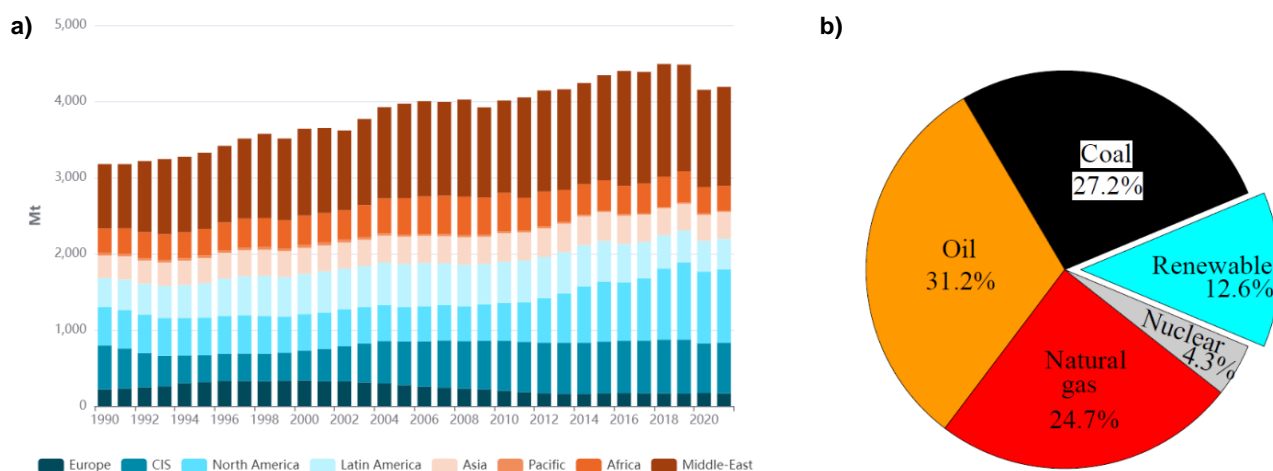 a)
5,000
4,000
3,000
2,000
1,000
0
Mt
1990 1992 1994 1996 1998 2000 2002 2004 2006 2008 2010 2012 2014 2016 2018 2020
Europe CIS North America Latin America Asia Pacific Africa Middle-East
b)
Coal
27.2%
Renewable
12.6%
Nuclear
4.3%
Natural
gas
24.7%
Oil
31.2%